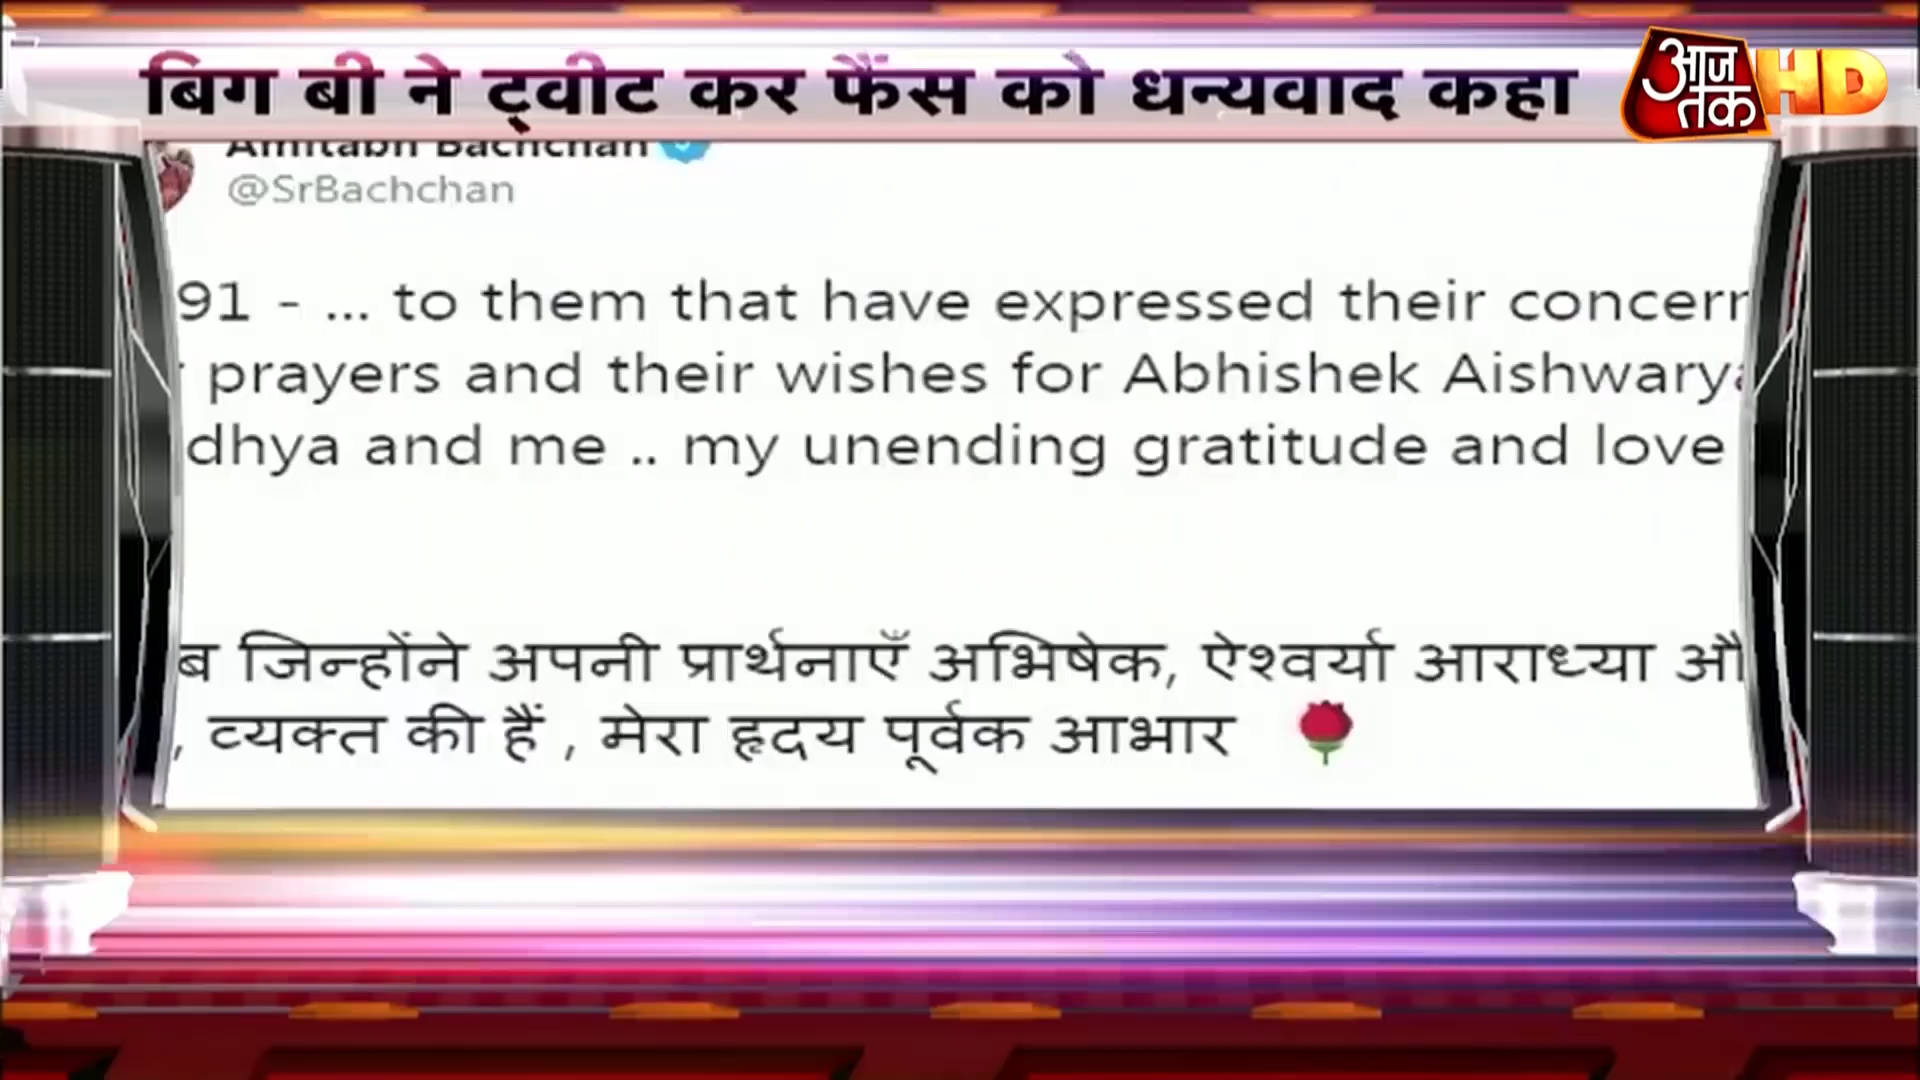 बिग बी ने ट्वीट कर फैंस को धन्यवाद कहा
आज तक HD
Amitabh Bachchan
@SrBachchan
91 - ... to them that have expressed their concern
prayers and their wishes for Abhishek Aishwarya
dhya and me .. my unending gratitude and love
ब जिन्होंने अपनी प्रार्थनाएँ अभिषेक, ऐश्वर्या आराध्या औ
, व्यक्त की हैं , मेरा हृदय पूर्वक आभार 🌹